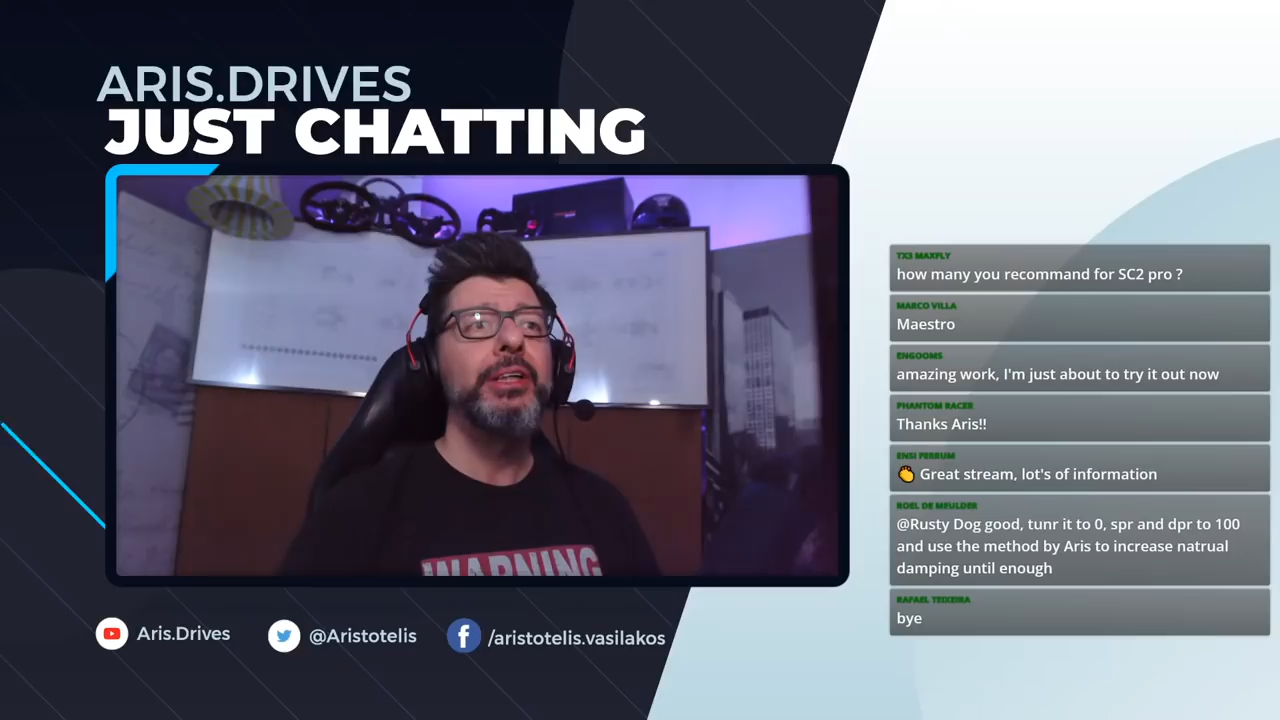 ARIS.DRIVES
JUST CHATTING
WARNING
Aris.Drives
@Aristotelis
/aristotelis.vasilakos
TX3 MAXFLY
how many you recommand for SC2 pro ?
MARCO VILLA
Maestro
ENGOOMS
amazing work, I'm just about to try it out now
PHANTOM RACER
Thanks Aris!!
ENSI FERRUM
👏 Great stream, lot's of information
ROEL DE MEULDER
@Rusty Dog good, tunr it to 0, spr and dpr to 100
and use the method by Aris to increase natrual
damping until enough
RAFAEL TEIXEIRA
bye